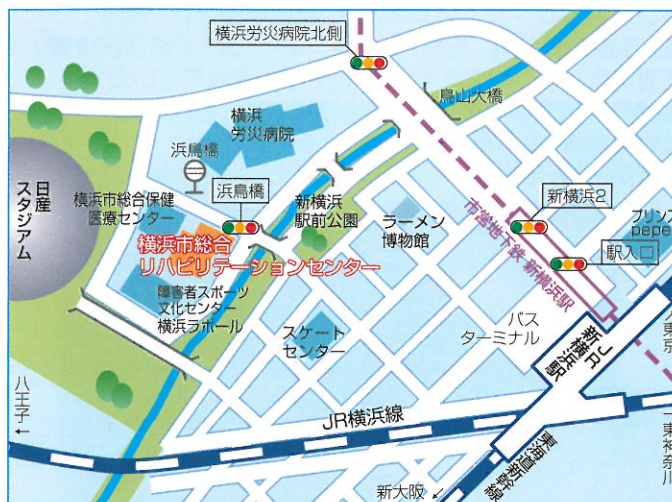 横浜労災病院北側
鳥山大橋
横浜
労災病院
浜鳥橋
浜鳥橋
日産
スタジアム
横浜市総合保健
医療センター
新横浜
駅前公園
ラーメン
博物館
新横浜2
駅入口
プリンス
pepe
市営地下鉄 新横浜駅
横浜市総合
リハビリテーションセンター
障害者スポーツ
文化センター
横浜ラポール
スケート
センター
バス
ターミナル
JR
新横浜駅
東京
八王子
JR横浜線
東神奈川
東海道新幹線
新大阪